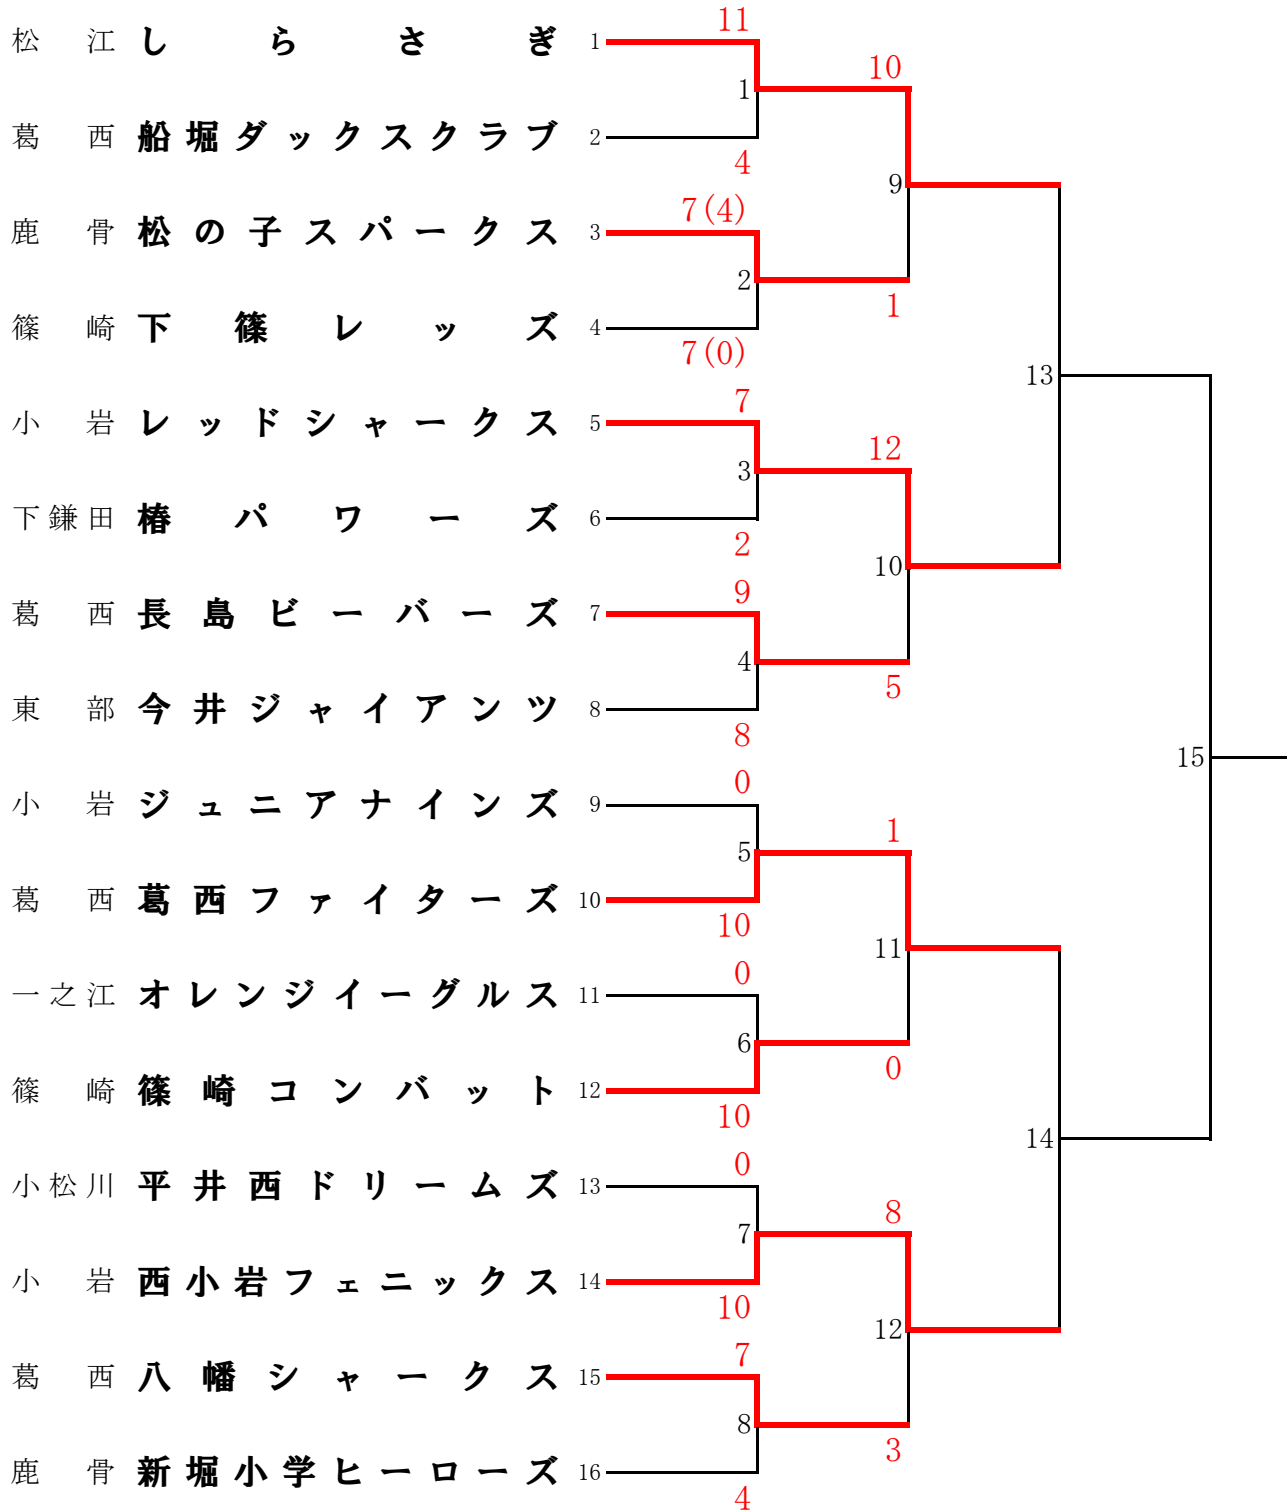 11
松江 しらさぎ 1
10
1
葛西 船堀ダックスクラブ 2
4
9
7(4)
鹿骨 松の子スパークス 3
2
1
篠崎 下篠レッズ 4
7(0)
13
7
小岩 レッドシャークス 5
12
3
下鎌田 椿パワーズ 6
2
10
9
葛西 長島ビーバーズ 7
4
5
東部 今井ジャイアンツ 8
8
15
0
小岩 ジュニアナインズ 9
1
5
葛西 葛西ファイターズ 10
10
11
0
一之江 オレンジイーグルス 11
6
0
篠崎 篠崎コンバット 12
10
14
0
小松川 平井西ドリームズ 13
8
7
小岩 西小岩フェニックス 14
10
12
7
葛西 八幡シャークス 15
8
3
鹿骨 新堀小学ヒーローズ 16
4